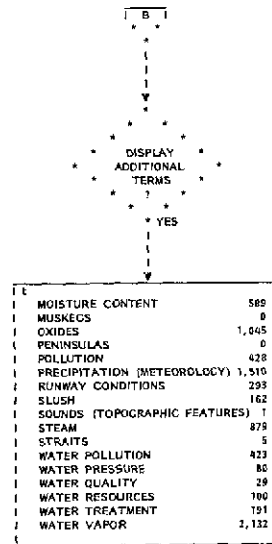 B
DISPLAY
ADDITIONAL
TERMS
?
YES
MOISTURE CONTENT 589
MUSKEGS 0
OXIDES 1,045
PENINSULAS 0
POLLUTION 428
PRECIPITATION (METEOROLOGY) 1,510
RUNWAY CONDITIONS 293
SLUSH 162
SOUNDS (TOPOGRAPHIC FEATURES) 1
STEAM 879
STRAITS 5
WATER POLLUTION 423
WATER PRESSURE 80
WATER QUALITY 29
WATER RESOURCES 100
WATER TREATMENT 191
WATER VAPOR 2,132